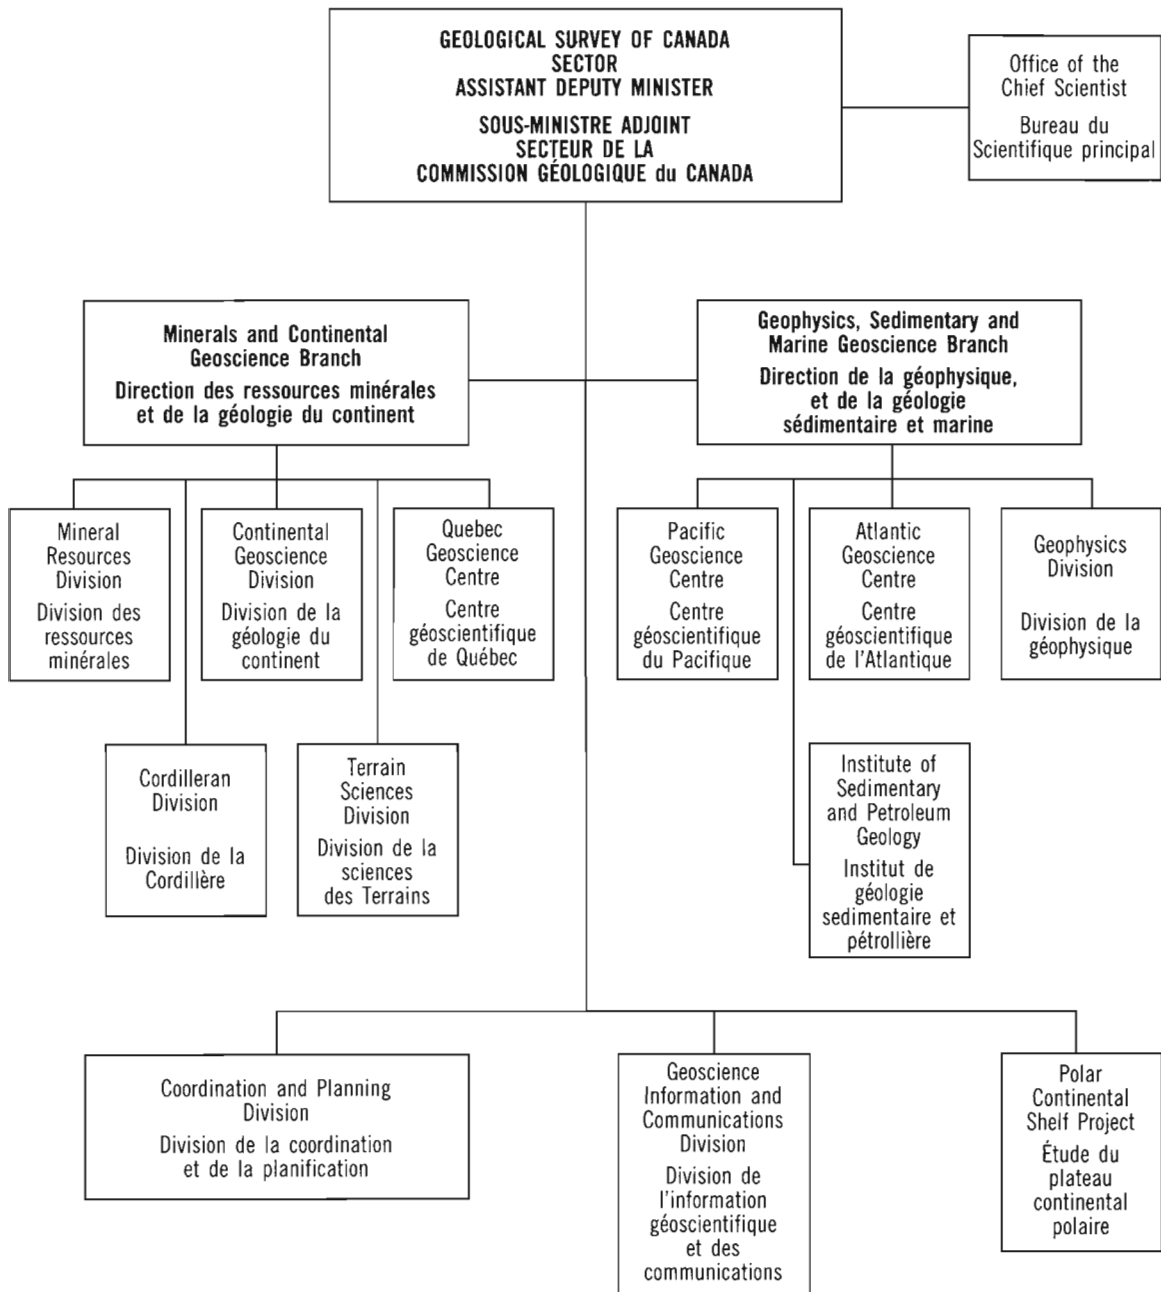 GEOLOGICAL SURVEY OF CANADA
SECTOR
ASSISTANT DEPUTY MINISTER
SOUS-MINISTRE ADJOINT
SECTEUR DE LA
COMMISSION GÉOLOGIQUE du CANADA
Office of the
Chief Scientist
Bureau du
Scientifique principal
Minerals and Continental
Geoscience Branch
Direction des ressources minérales
et de la géologie du continent
Geophysics, Sedimentary and
Marine Geoscience Branch
Direction de la géophysique,
et de la géologie
sédimentaire et marine
Mineral
Resources
Division
Division des
ressources
minérales
Continental
Geoscience
Division
Division de la
géologie du
continent
Quebec
Geoscience
Centre
Centre
géoscientifique
de Québec
Pacific
Geoscience
Centre
Centre
géoscientifique
du Pacifique
Atlantic
Geoscience
Centre
Centre
géoscientifique
de l'Atlantique
Geophysics
Division
Division de la
géophysique
Cordilleran
Division
Division de la
Cordillère
Terrain
Sciences
Division
Division de la
sciences
des Terrains
Institute of
Sedimentary
and Petroleum
Geology
Institut de
géologie
sedimentaire et
pétrollière
Coordination and Planning
Division
Division de la coordination
et de la planification
Geoscience
Information and
Communications
Division
Division de
l'information
géoscientifique
et des
communications
Polar
Continental
Shelf Project
Étude du
plateau
continental
polaire